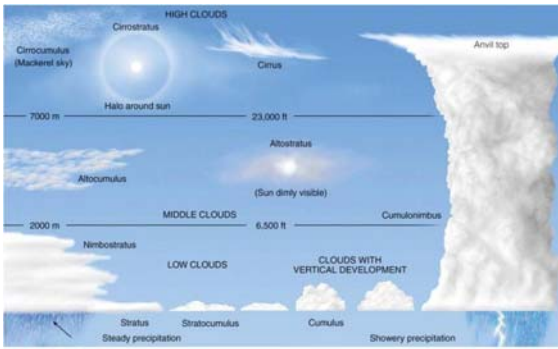 HIGH CLOUDS
Cirrostratus
Cirrocumulus
(Mackerel sky)
Cirrus
Anvil top
Halo around sun
7000 m
23,000 ft
Altostratus
Altocumulus
(Sun dimly visible)
MIDDLE CLOUDS
Cumulonimbus
2000 m
6,500 ft
Nimbostratus
LOW CLOUDS
CLOUDS WITH
VERTICAL DEVELOPMENT
Stratus
Stratocumulus
Cumulus
Steady precipitation
Showery precipitation